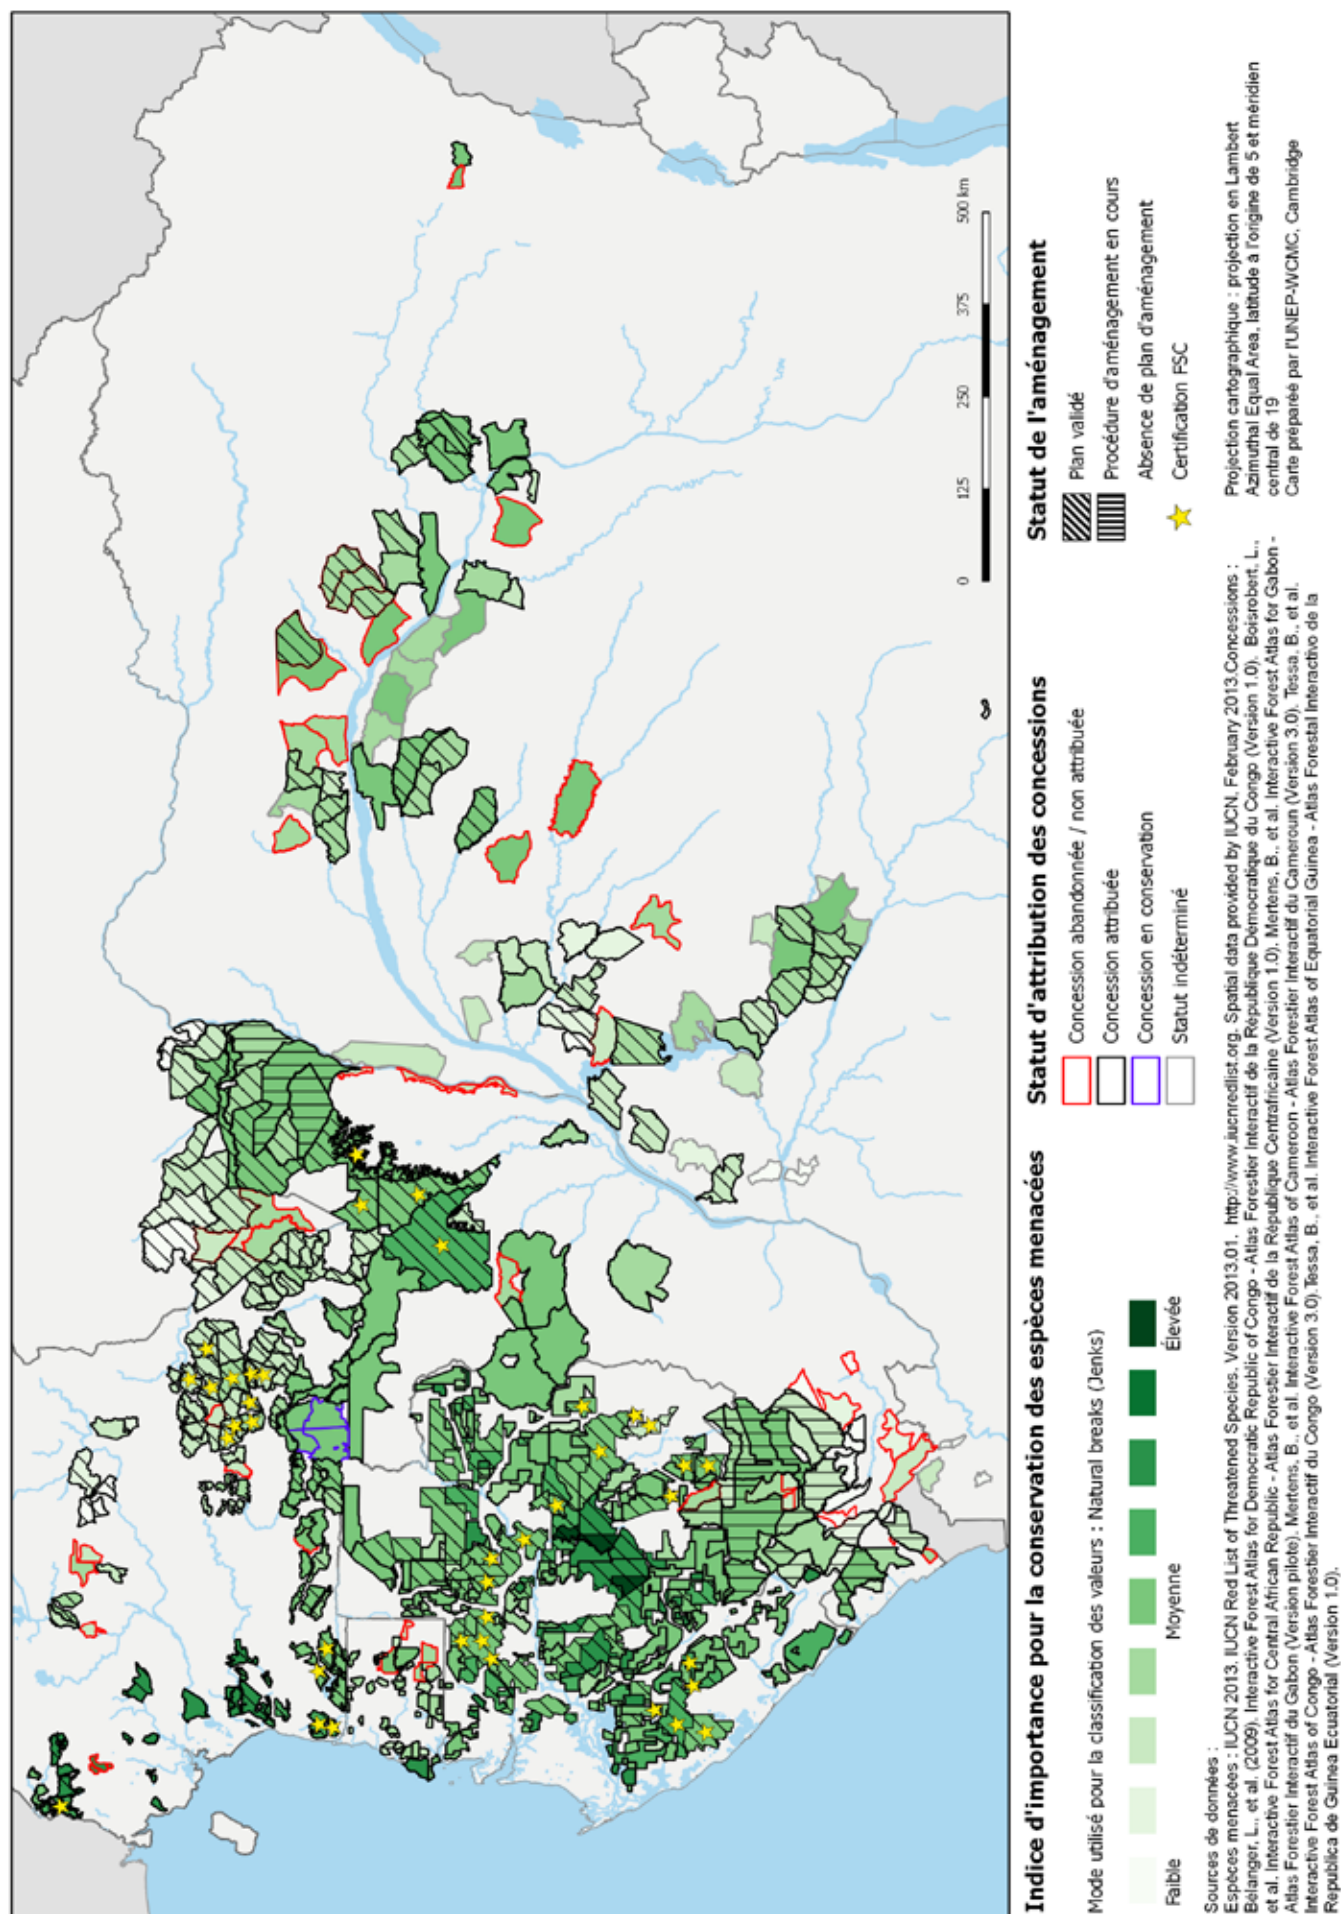 0 125 250 375 500 km
Indice d'importance pour la conservation des espèces menacées
Mode utilisé pour la classification des valeurs : Natural breaks (Jenks)
Faible Moyenne Élevée
Statut d'attribution des concessions
Concession abandonnée / non attribuée
Concession attribuée
Concession en conservation
Statut indéterminé
Statut de l'aménagement
Plan validé
Procédure d'aménagement en cours
Absence de plan d'aménagement
Certification FSC
Sources de données :
Espèces menacées : IUCN 2013. IUCN Red List of Threatened Species. Version 2013.01. http://www.iucnredlist.org. Spatial data provided by IUCN, February 2013.Concessions :
Bélanger, L., et al. (2009). Interactive Forest Atlas for Democratic Republic of Congo - Atlas Forestier Interactif de la République Démocratique du Congo (Version 1.0). Boisrobert, L.,
et al. Interactive Forest Atlas for Central African Republic - Atlas Forestier Interactif de la République Centrafricaine (Version 1.0). Mertens, B., et al. Interactive Forest Atlas for Gabon -
Atlas Forestier Interactif du Gabon (Version pilote). Mertens, B., et al. Interactive Forest Atlas of Cameroon - Atlas Forestier Interactif du Cameroun (Version 3.0). Tessa, B., et al.
Interactive Forest Atlas of Congo - Atlas Forestier Interactif du Congo (Version 3.0).Tessa, B., et al. Interactive Forest Atlas of Equatorial Guinea - Atlas Forestal Interactivo de la
Republica de Guinea Ecuatorial (Version 1.0).
Projection cartographique : projection en Lambert
Azimuthal Equal Area, latitude à l'origine de 5 et méridien
central de 19
Carte préparée par l'UNEP-WCMC, Cambridge